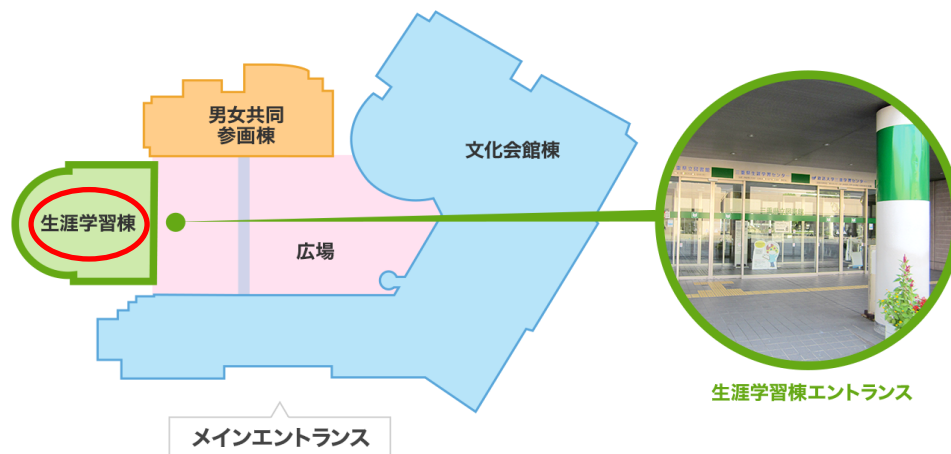 男女共同
参画棟
文化会館棟
生涯学習棟
広場
生涯学習棟エントランス
メインエントランス